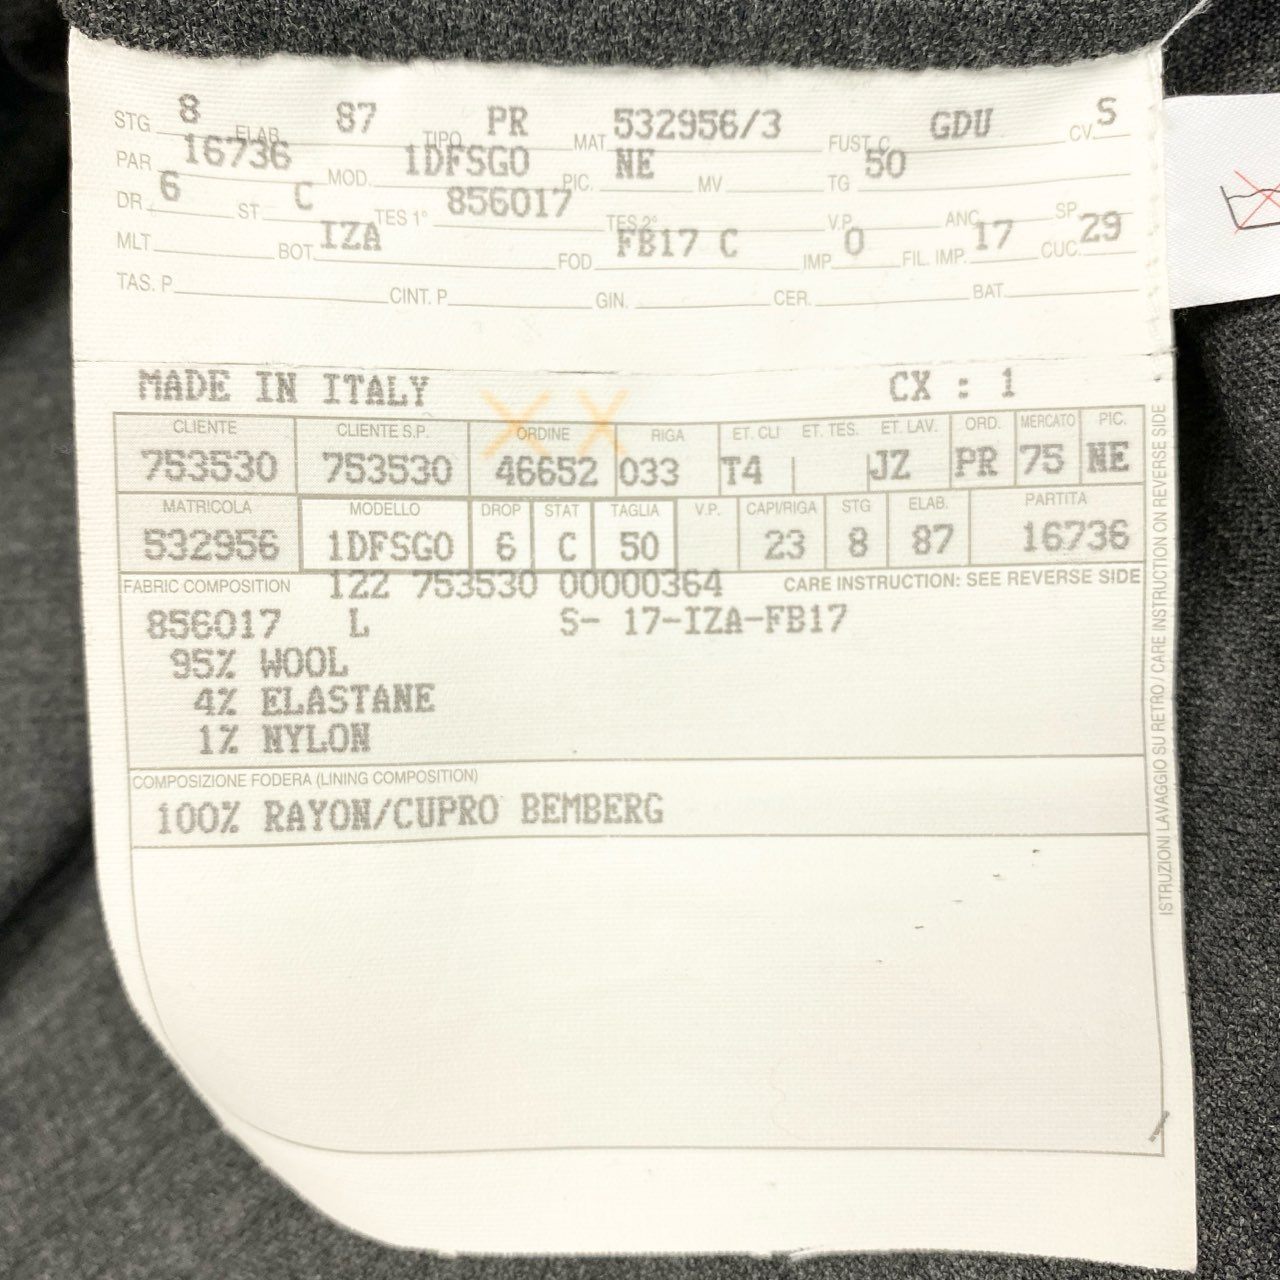 STG 8 ELAB. 87 TIPO PR MAT 532956/3 FUST.C GDU CV. S
PAR 16736 MOD. 1DFSG0 PIC. NE MV TG 50
DR. 6 ST. C TES 1° 856017 TES 2° V.P. ANC. SP.
MLT BOT. IZA FOD FB17 C IMP 0 FIL. IMP. 17 CUC. 29
TAS. P. CINT. P. GIN. CER. BAT.
MADE IN ITALY CX : 1
CLIENTE CLIENTE S.P. ORDINE RIGA ET. CLI ET. TES. ET. LAV. ORD. MERCATO PIC.
753530 753530 46652 033 T4 JZ PR 75 NE
MATRICOLA MODELLO DROP STAT TAGLIA V.P. CAPI/RIGA STG ELAB. PARTITA
532956 1DFSG0 6 C 50 23 8 87 16736
FABRIC COMPOSITION 1ZZ 753530 00000364 CARE INSTRUCTION: SEE REVERSE SIDE
856017 L S- 17-IZA-FB17
95% WOOL
4% ELASTANE
1% NYLON
COMPOSIZIONE FODERA (LINING COMPOSITION)
100% RAYON/CUPRO BEMBERG
ISTRUZIONI LAVAGGIO SU RETRO / CARE INSTRUCTION ON REVERSE SIDE